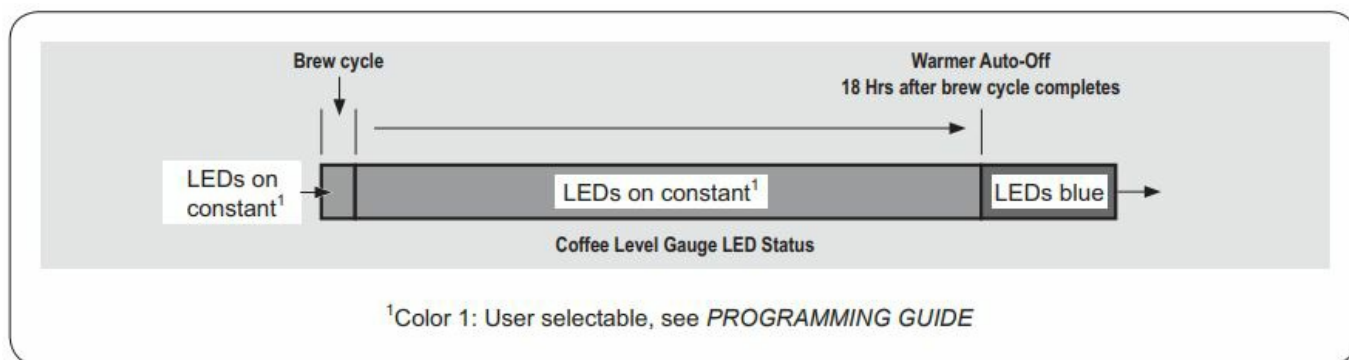 Brew cycle
Warmer Auto-Off
18 Hrs after brew cycle completes
LEDs on
constant¹
LEDs on constant¹
LEDs blue
Coffee Level Gauge LED Status
¹Color 1: User selectable, see PROGRAMMING GUIDE